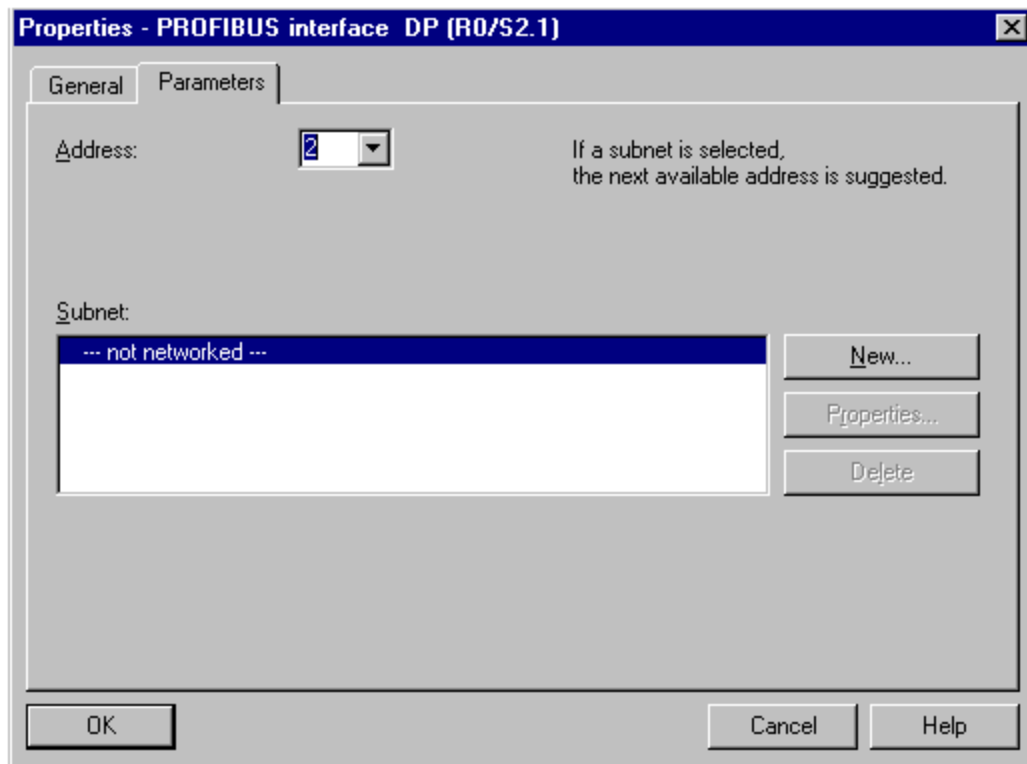 Properties - PROFIBUS interface DP (R0/S2.1)
General Parameters
Address: 2
If a subnet is selected,
the next available address is suggested.
Subnet:
--- not networked ---
New...
Properties...
Delete
OK Cancel Help